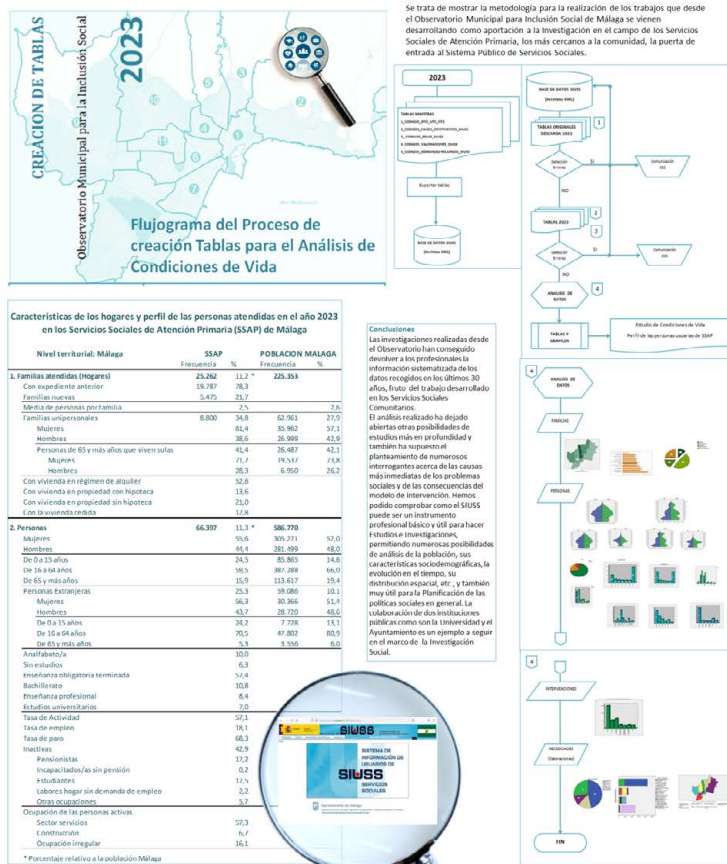 Se trata de mostrar la metodología para la realización de los trabajos que desde
el Observatorio Municipal para Inclusión Social de Málaga se vienen
desarrollando como aportación a la Investigación en el campo de los Servicios
Sociales de Atención Primaria, los más cercanos a la comunidad, la puerta de
entrada al Sistema Público de Servicios Sociales.
CREACION DE TABLAS
Observatorio Municipal para la Inclusión Social
2023
Flujograma del Proceso de
creación Tablas para el Análisis de
Condiciones de Vida
2023
TABLAS MAESTRAS
Exportar tablas
BASE DE DATOS SIUSS
(Archivos XML)
BASE DE DATOS SIUSS
(Archivos XML)
1
TABLAS ORIGINALES
DESCARGA 2023
Detección
Errores
SI
Comunicación
NO
TABLAS 2023
2
3
Detección
Errores
SI
Comunicación
NO
ANALISIS DE
DATOS
4
TABLAS Y
GRAFICOS
Estudio de Condiciones de Vida
Perfil de las personas usuarias de SSAP
Características de los hogares y perfil de las personas atendidas en el año 2023
en los Servicios Sociales de Atención Primaria (SSAP) de Málaga
Nivel territorial: Málaga SSAP POBLACION MALAGA
Frecuencia % Frecuencia %
1. Familias atendidas (Hogares) 25.262 11,2 * 225.353
Con expediente anterior 19.787 78,3
Familias nuevas 5.475 21,7
Media de personas por familia 2,5 2,6
Familias unipersonales 8.800 34,8 62.961 27,9
Mujeres 61,4 35.962 57,1
Hombres 38,6 26.999 42,9
Personas de 65 y más años que viven solas 41,4 26.487 42,1
Mujeres 71,7 19.537 73,8
Hombres 28,3 6.950 26,2
Con vivienda en régimen de alquiler 52,6
Con vivienda en propiedad con hipoteca 13,6
Con vivienda en propiedad sin hipoteca 21,0
Con la vivienda cedida 12,8
2. Personas 66.397 11,3 * 586.770
Mujeres 55,6 305.271 52,0
Hombres 44,4 281.499 48,0
De 0 a 15 años 24,5 85.865 14,6
De 16 a 64 años 59,5 387.288 66,0
De 65 y más años 15,9 113.617 19,4
Personas Extranjeras 25,3 59.086 10,1
Mujeres 56,3 30.366 51,4
Hombres 43,7 28.720 48,6
De 0 a 15 años 24,2 7.728 13,1
De 16 a 64 años 70,5 47.802 80,9
De 65 y más años 5,3 3.556 6,0
Analfabeto/a 10,0
Sin estudios 6,3
Enseñanza obligatoria terminada 57,4
Bachillerato 10,8
Enseñanza profesional 8,4
Estudios universitarios 7,0
Tasa de Actividad 57,1
Tasa de empleo 18,1
Tasa de paro 68,3
Inactivas 42,9
Pensionistas 17,2
Incapacitados/as sin pensión 0,2
Estudiantes 17,5
Labores hogar sin demanda de empleo 2,2
Otras ocupaciones 5,7
Ocupación de las personas activas
Sector servicios 57,3
Construcción 6,7
Ocupación irregular 16,1
* Porcentaje relativo a la población Málaga
Conclusiones
Las investigaciones realizadas desde
el Observatorio han conseguido
devolver a los profesionales la
información sistematizada de los
datos recogidos en los últimos 30
años, fruto del trabajo desarrollado
en los Servicios Sociales
Comunitarios.
El análisis realizado ha dejado
abiertas otras posibilidades de
estudios más en profundidad y
también ha supuesto el
planteamiento de numerosos
interrogantes acerca de las causas
más inmediatas de los problemas
sociales y de las consecuencias del
modelo de intervención. Hemos
podido comprobar como el SIUSS
puede ser un instrumento
profesional básico y útil para hacer
Estudios e Investigaciones,
permitiendo numerosas posibilidades
de análisis de la población, sus
características sociodemográficas, la
evolución en el tiempo, su
distribución espacial, etc., y también
muy útil para la Planificación de las
políticas sociales en general. La
colaboración de dos instituciones
públicas como son la Universidad y el
Ayuntamiento es un ejemplo a seguir
en el marco de la Investigación
Social.
SIUSS
SISTEMA DE
INFORMACIÓN DE
USUARIOS DE
SIUSS
SERVICIOS
SOCIALES
Ayuntamiento de Málaga
4
ANALISIS DE
DATOS
FAMILIAS
PERSONAS
4
INTERVENCIONES
NECESIDADES
(Valoraciones)
FIN